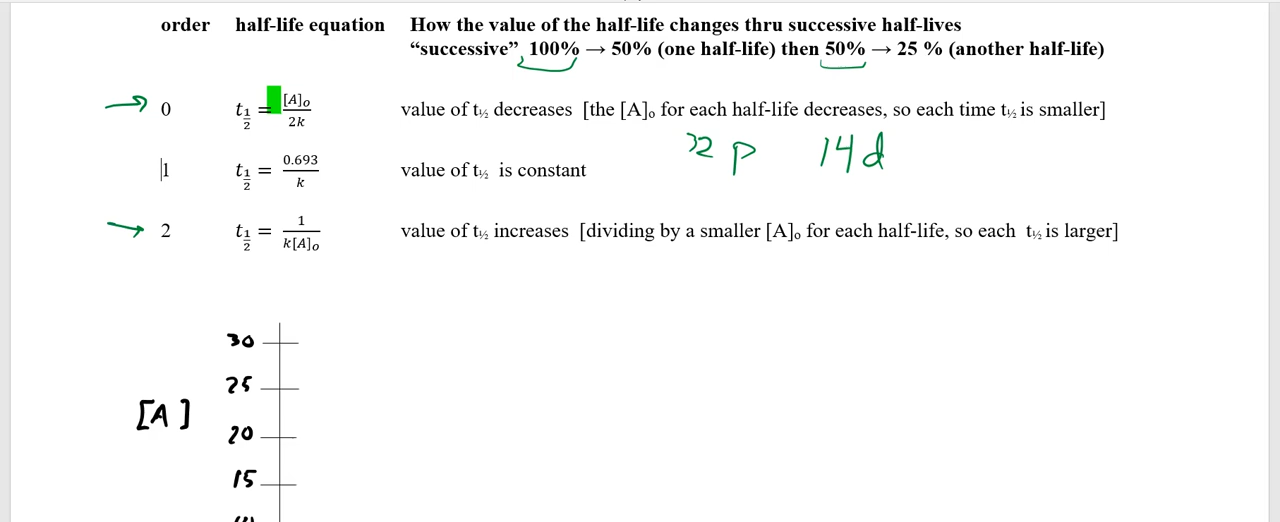 order half-life equation How the value of the half-life changes thru successive half-lives
“successive” 100% → 50% (one half-life) then 50% → 25 % (another half-life)
0 t½ = [A]o / 2k value of t½ decreases [the [A]o for each half-life decreases, so each time t½ is smaller]
32 P 14 d
1 t½ = 0.693 / k value of t½ is constant
2 t½ = 1 / k[A]o value of t½ increases [dividing by a smaller [A]o for each half-life, so each t½ is larger]
30
25
[A]
20
15